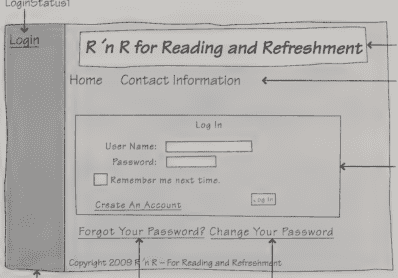 LoginStatus1
Login
R 'n R for Reading and Refreshment
Home Contact Information
Log In
User Name:
Password:
Remember me next time.
Log In
Create An Account
Forgot Your Password? Change Your Password
Copyright 2009 R 'n R – For Reading and Refreshment